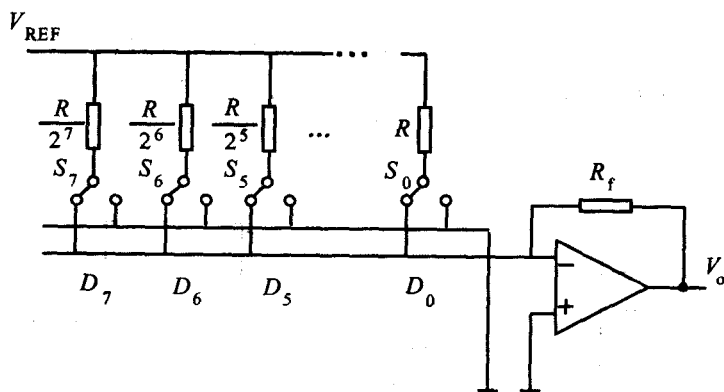 V_REF
R/2^7 R/2^6 R/2^5 ... R
S_7 S_6 S_5 S_0 R_f
D_7 D_6 D_5 D_0 − + V_o